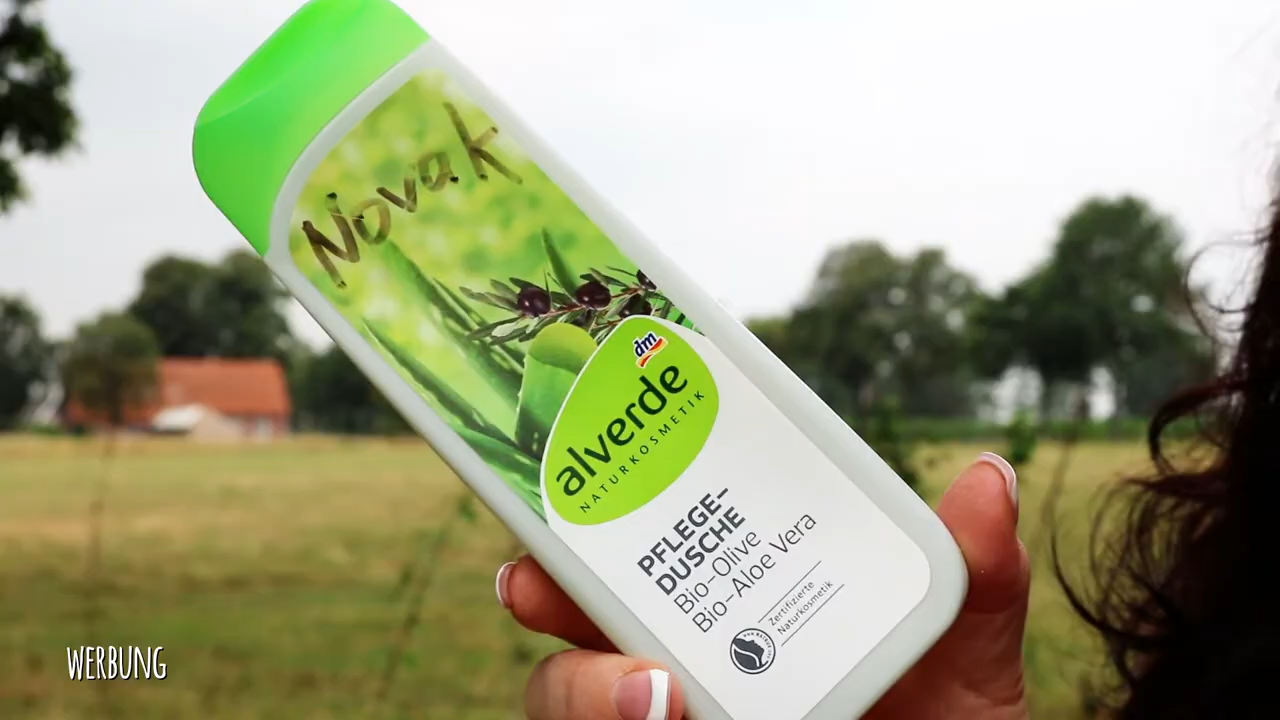 Novak
dm
alverde
NATURKOSMETIK
PFLEGE-
DUSCHE
Bio-Olive
Bio-Aloe Vera
Zertifizierte
Naturkosmetik
WERBUNG